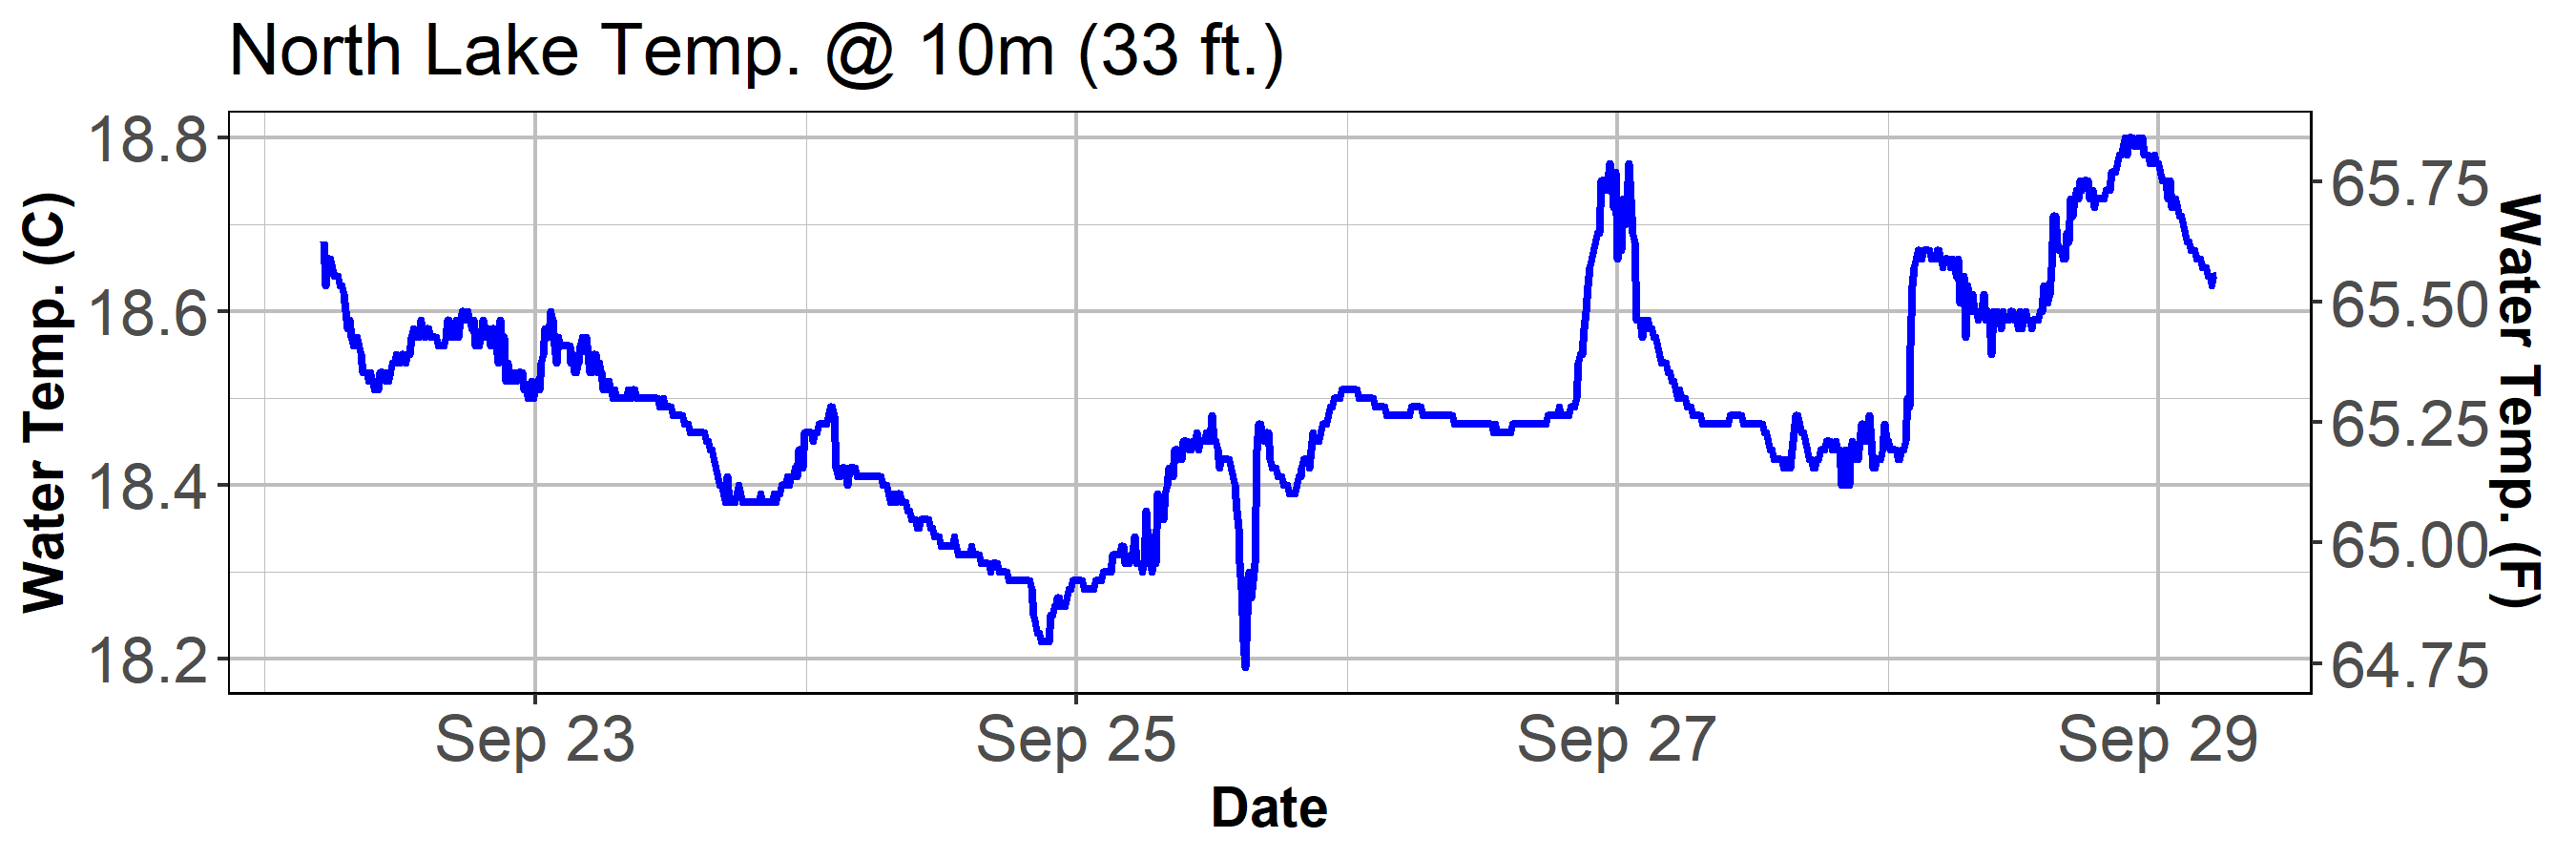 North Lake Temp. @ 10m (33 ft.)
Water Temp. (C)
18.8
18.6
18.4
18.2
65.75
65.50
65.25
65.00
64.75
Water Temp. (F)
Sep 23 Sep 25 Sep 27 Sep 29
Date